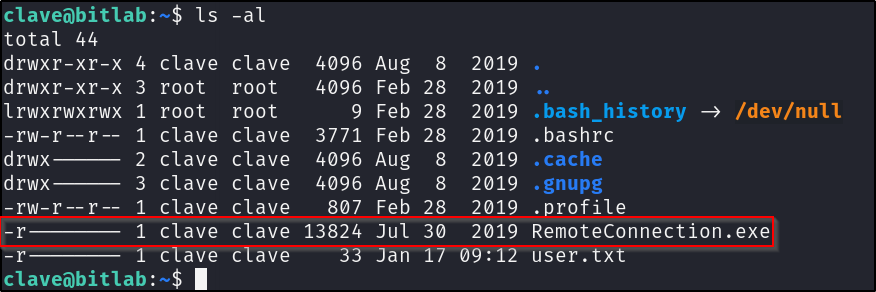 clave@bitlab:~$ ls -al
total 44
drwxr-xr-x 4 clave clave 4096 Aug 8 2019 .
drwxr-xr-x 3 root root 4096 Feb 28 2019 ..
lrwxrwxrwx 1 root root 9 Feb 28 2019 .bash_history -> /dev/null
-rw-r--r-- 1 clave clave 3771 Feb 28 2019 .bashrc
drwx------ 2 clave clave 4096 Aug 8 2019 .cache
drwx------ 3 clave clave 4096 Aug 8 2019 .gnupg
-rw-r--r-- 1 clave clave 807 Feb 28 2019 .profile
-r-------- 1 clave clave 13824 Jul 30 2019 RemoteConnection.exe
-r-------- 1 clave clave 33 Jan 17 09:12 user.txt
clave@bitlab:~$